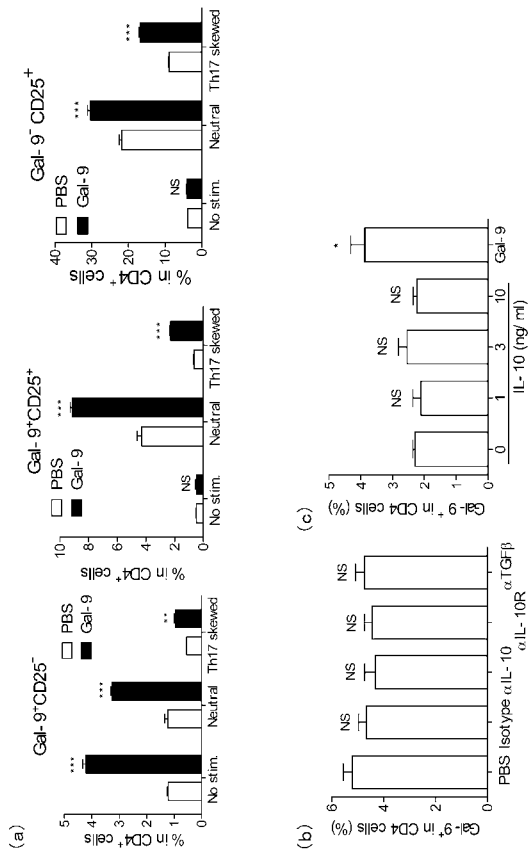 (a)
Gal-9⁺CD25⁻
PBS
Gal-9
% in CD4⁺ cells
5
4
3
2
1
0
***
***
**
No stim.
Neutral
Th17 skewed
Gal-9⁺CD25⁺
PBS
Gal-9
% in CD4⁺ cells
10
8
6
4
2
0
NS
***
***
No stim.
Neutral
Th17 skewed
Gal-9⁻CD25⁺
PBS
Gal-9
% in CD4⁺ cells
40
30
20
10
0
NS
***
***
No stim.
Neutral
Th17 skewed
(b)
Gal-9⁺ in CD4 cells (%)
6
4
2
0
NS
NS
NS
NS
PBS Isotype αIL-10 αTGFβ
αIL-10R
(c)
Gal-9⁺ in CD4 cells (%)
5
4
3
2
1
0
NS
NS
NS
*
0
1
3
10
Gal-9
IL-10 (ng/ml)